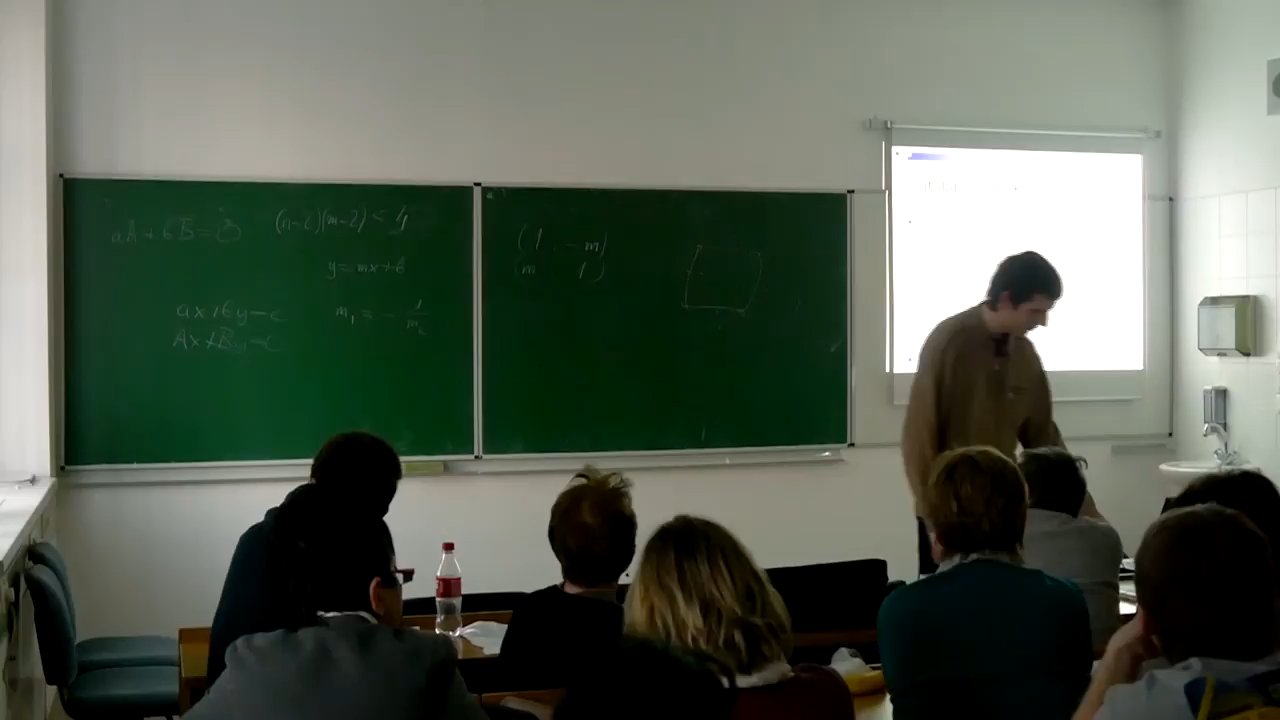 aA + bB = 0
(n-2)(m-2) < 4
y = mx + b
ax + by = c
Ax + By = C
m₁ = - 1/m₂
(1 -m)
(m 1)